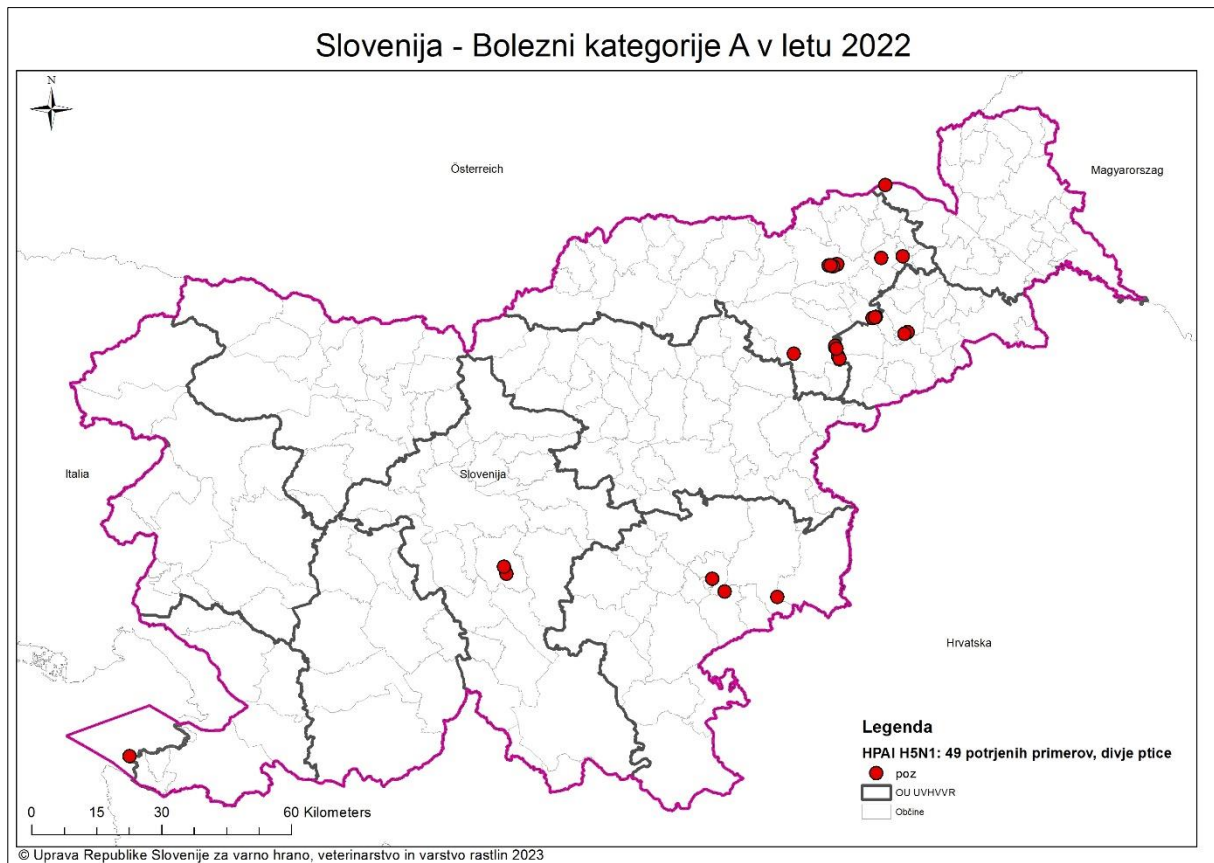 Slovenija - Bolezni kategorije A v letu 2022
N
Österreich
Magyarország
Italia
Slovenija
Hrvatska
Legenda
HPAI H5N1: 49 potrjenih primerov, divje ptice
poz
OU UVHVVR
Občine
0 15 30 60 Kilometers
© Uprava Republike Slovenije za varno hrano, veterinarstvo in varstvo rastlin 2023